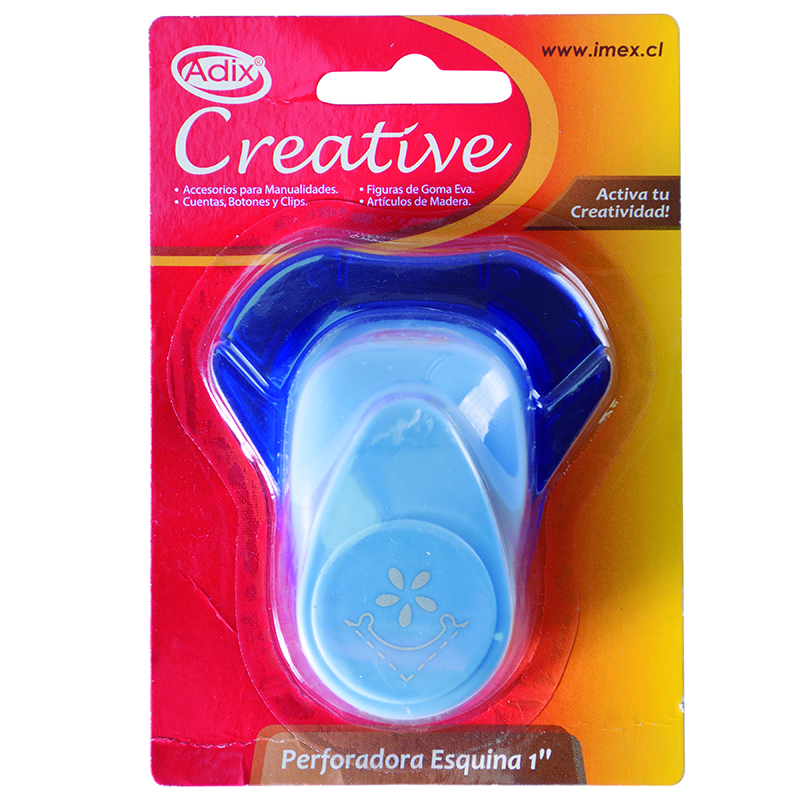 Adix®
www.imex.cl
Creative
• Accesorios para Manualidades.
• Cuentas, Botones y Clips.
• Figuras de Goma Eva.
• Artículos de Madera.
Activa tu
Creatividad!
Perforadora Esquina 1"